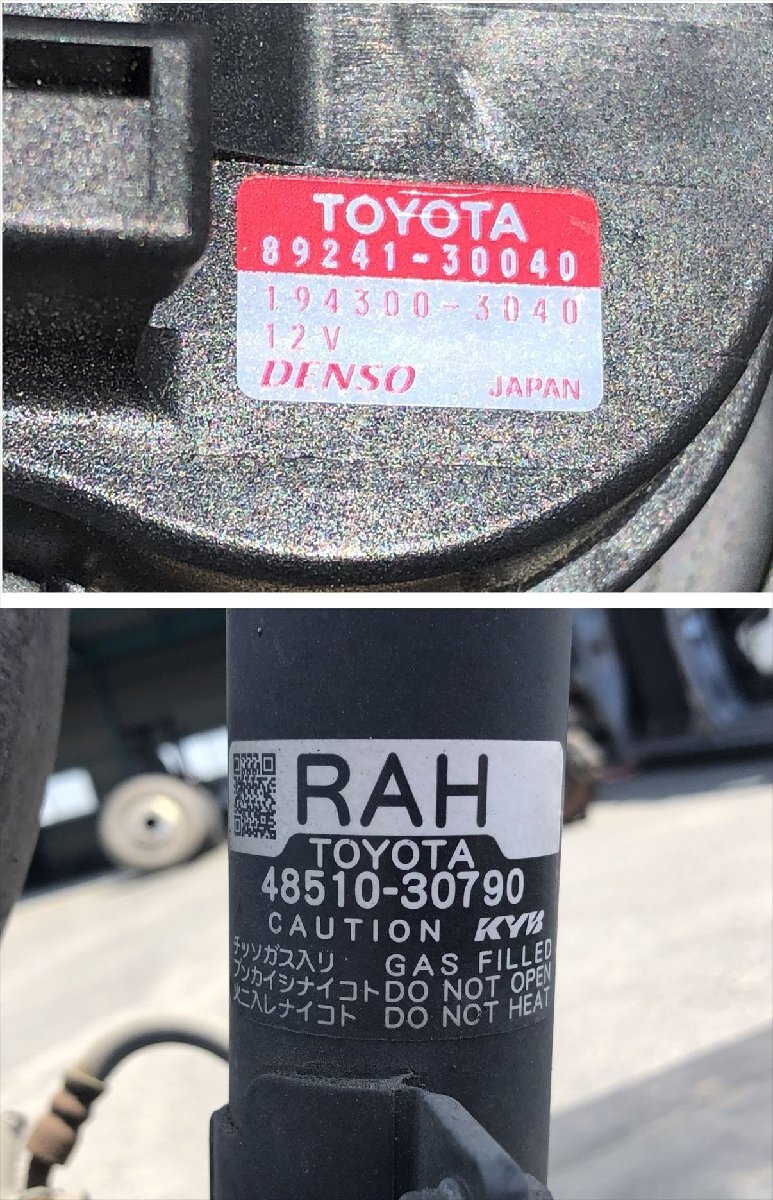 TOYOTA
89241-30040
194300-3040
12V
DENSO JAPAN
RAH
TOYOTA
48510-30790
CAUTION KYB
チッソガス入リ GAS FILLED
ブンカイシナイコト DO NOT OPEN
火ニ入レナイコト DO NOT HEAT